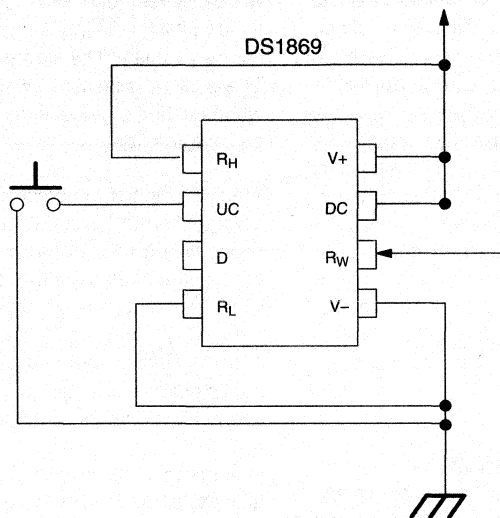 DS1869
RH V+
UC DC
D RW
RL V–